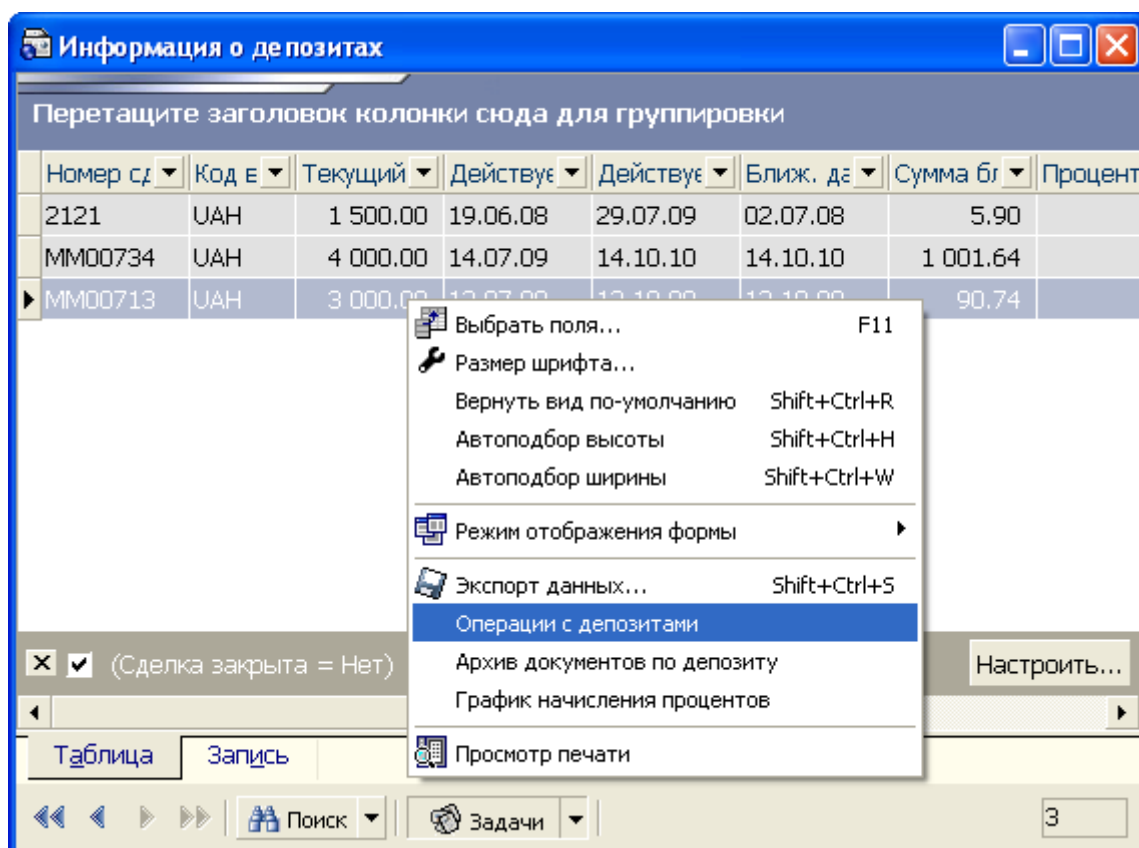 Информация о депозитах
Перетащите заголовок колонки сюда для группировки
Номер сд Код в Текущий Действуе Действуе Ближ. да Сумма бл Процент
2121 UAH 1 500.00 19.06.08 29.07.09 02.07.08 5.90
MM00734 UAH 4 000.00 14.07.09 14.10.10 14.10.10 1 001.64
MM00713 UAH 3 000.00 90.74
Выбрать поля... F11
Размер шрифта...
Вернуть вид по-умолчанию Shift+Ctrl+R
Автоподбор высоты Shift+Ctrl+H
Автоподбор ширины Shift+Ctrl+W
Режим отображения формы
Экспорт данных... Shift+Ctrl+S
Операции с депозитами
Архив документов по депозиту
График начисления процентов
Просмотр печати
(Сделка закрыта = Нет) Настроить...
Таблица Запись
Поиск Задачи 3